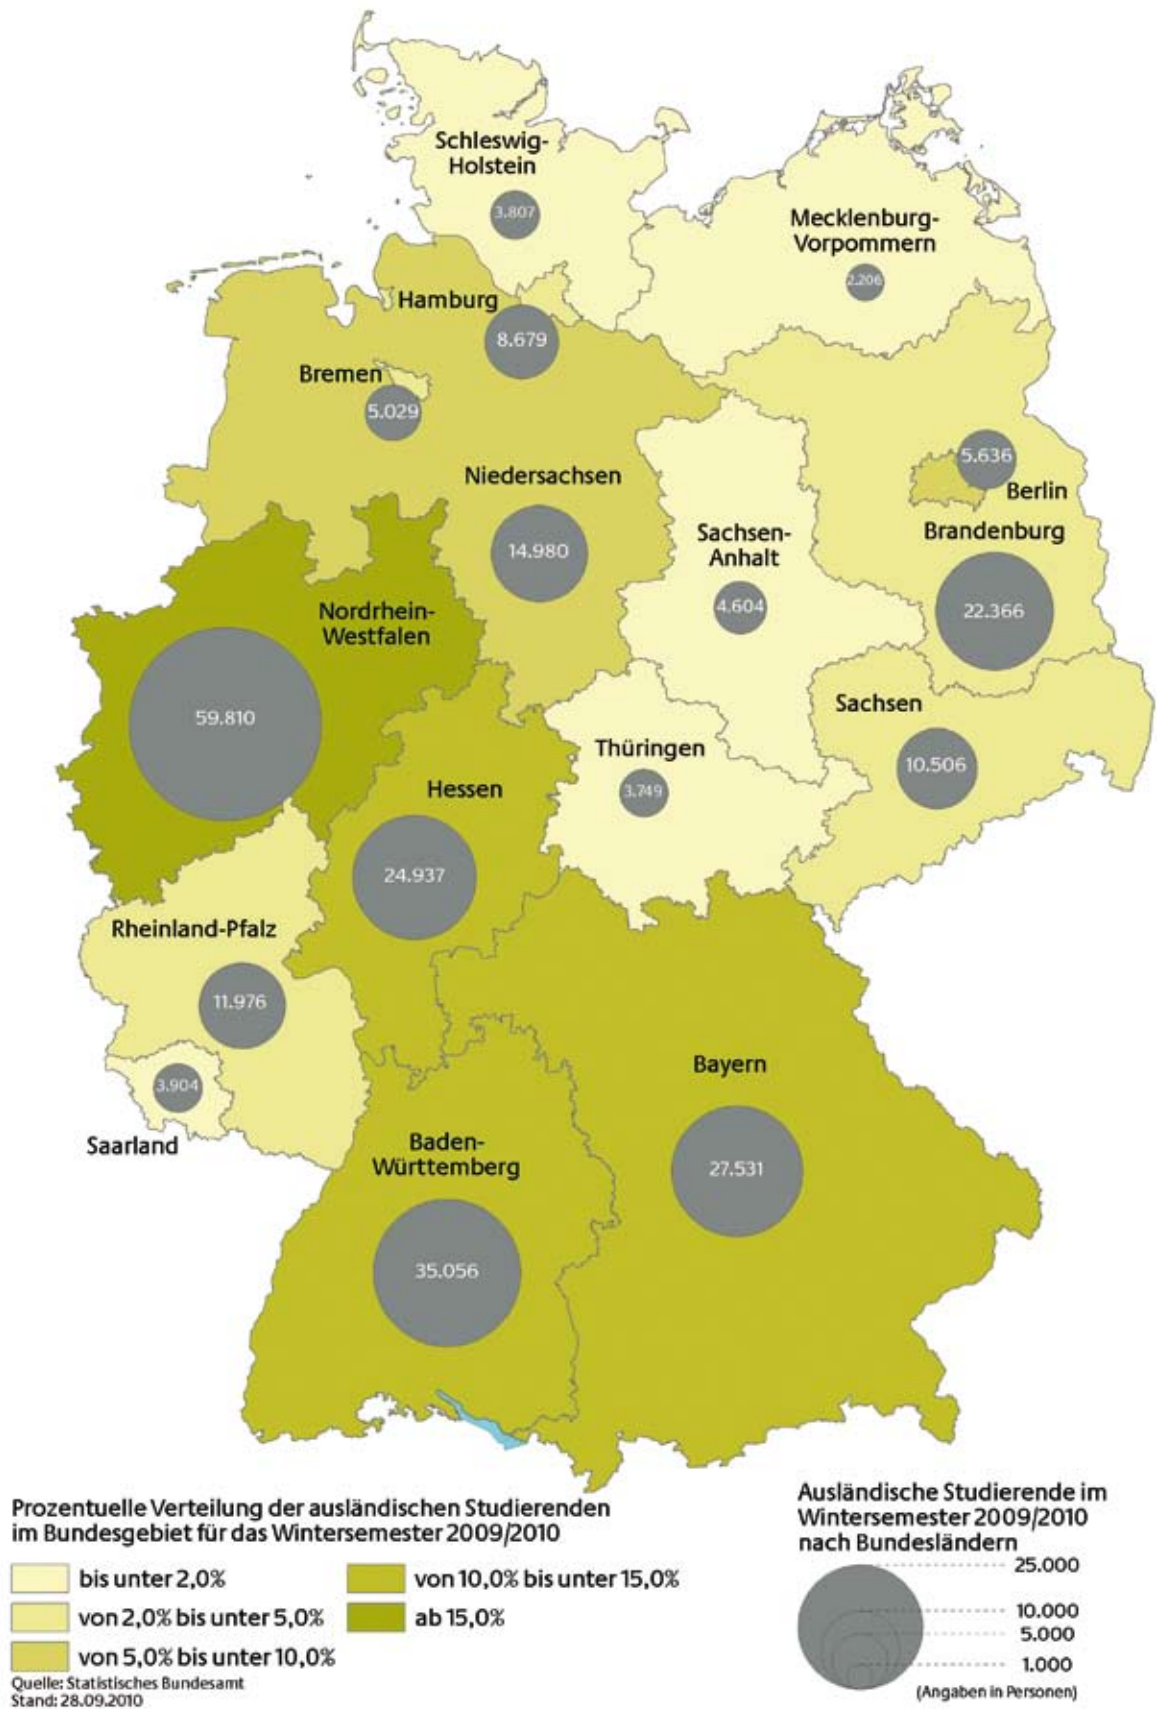 Schleswig-
Holstein
3.807
Mecklenburg-
Vorpommern
2.206
Hamburg
8.679
Bremen
5.029
5.636
Berlin
Niedersachsen
14.980
Sachsen-
Anhalt
4.604
Brandenburg
22.366
Nordrhein-
Westfalen
59.810
Sachsen
10.506
Thüringen
3.749
Hessen
24.937
Rheinland-Pfalz
11.976
3.904
Saarland
Bayern
27.531
Baden-
Württemberg
35.056
Prozentuelle Verteilung der ausländischen Studierenden
im Bundesgebiet für das Wintersemester 2009/2010
bis unter 2,0%
von 2,0% bis unter 5,0%
von 5,0% bis unter 10,0%
von 10,0% bis unter 15,0%
ab 15,0%
Quelle: Statistisches Bundesamt
Stand: 28.09.2010
Ausländische Studierende im
Wintersemester 2009/2010
nach Bundesländern
25.000
10.000
5.000
1.000
(Angaben in Personen)